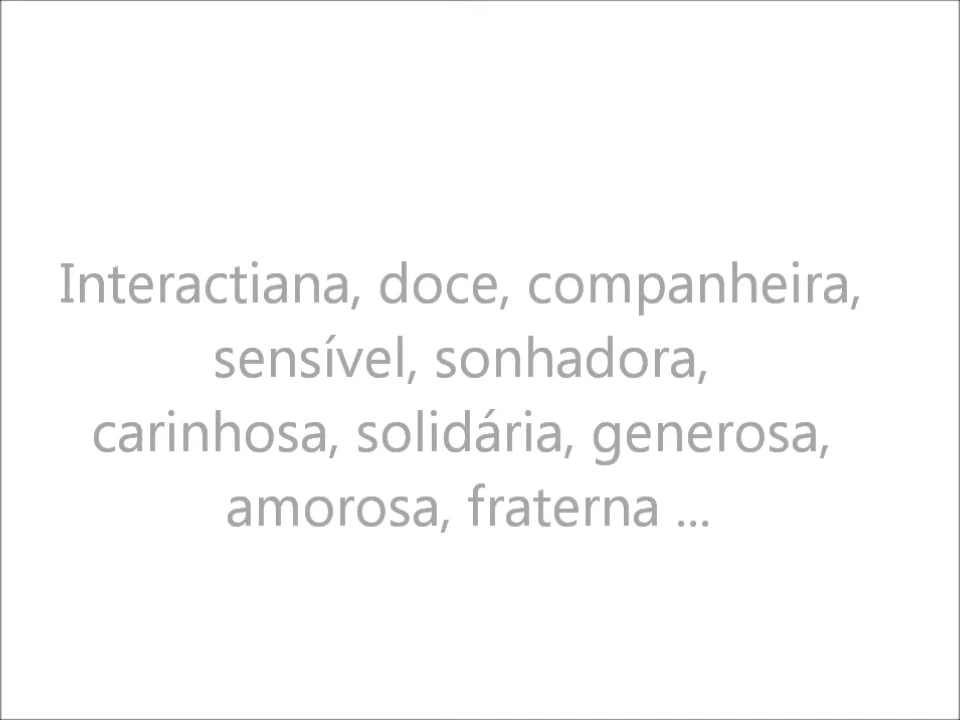 Interactiana, doce, companheira,
sensível, sonhadora,
carinhosa, solidária, generosa,
amorosa, fraterna ...